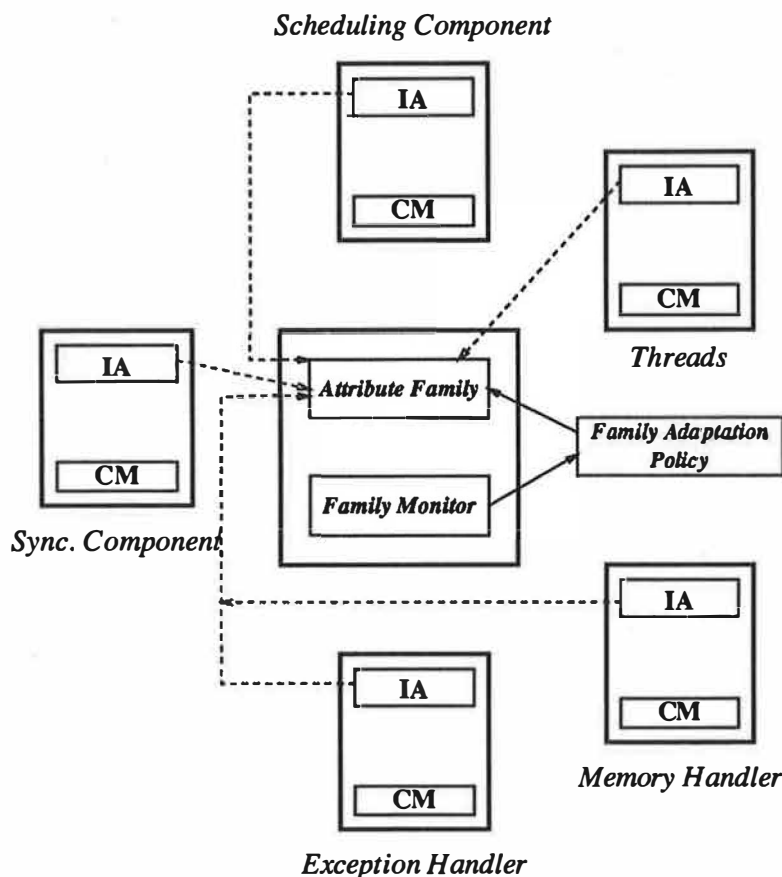 Scheduling Component
IA
CM
IA
CM
Threads
IA
CM
Sync. Component
Attribute Family
Family Monitor
Family Adaptation
Policy
IA
CM
Memory Handler
IA
CM
Exception Handler